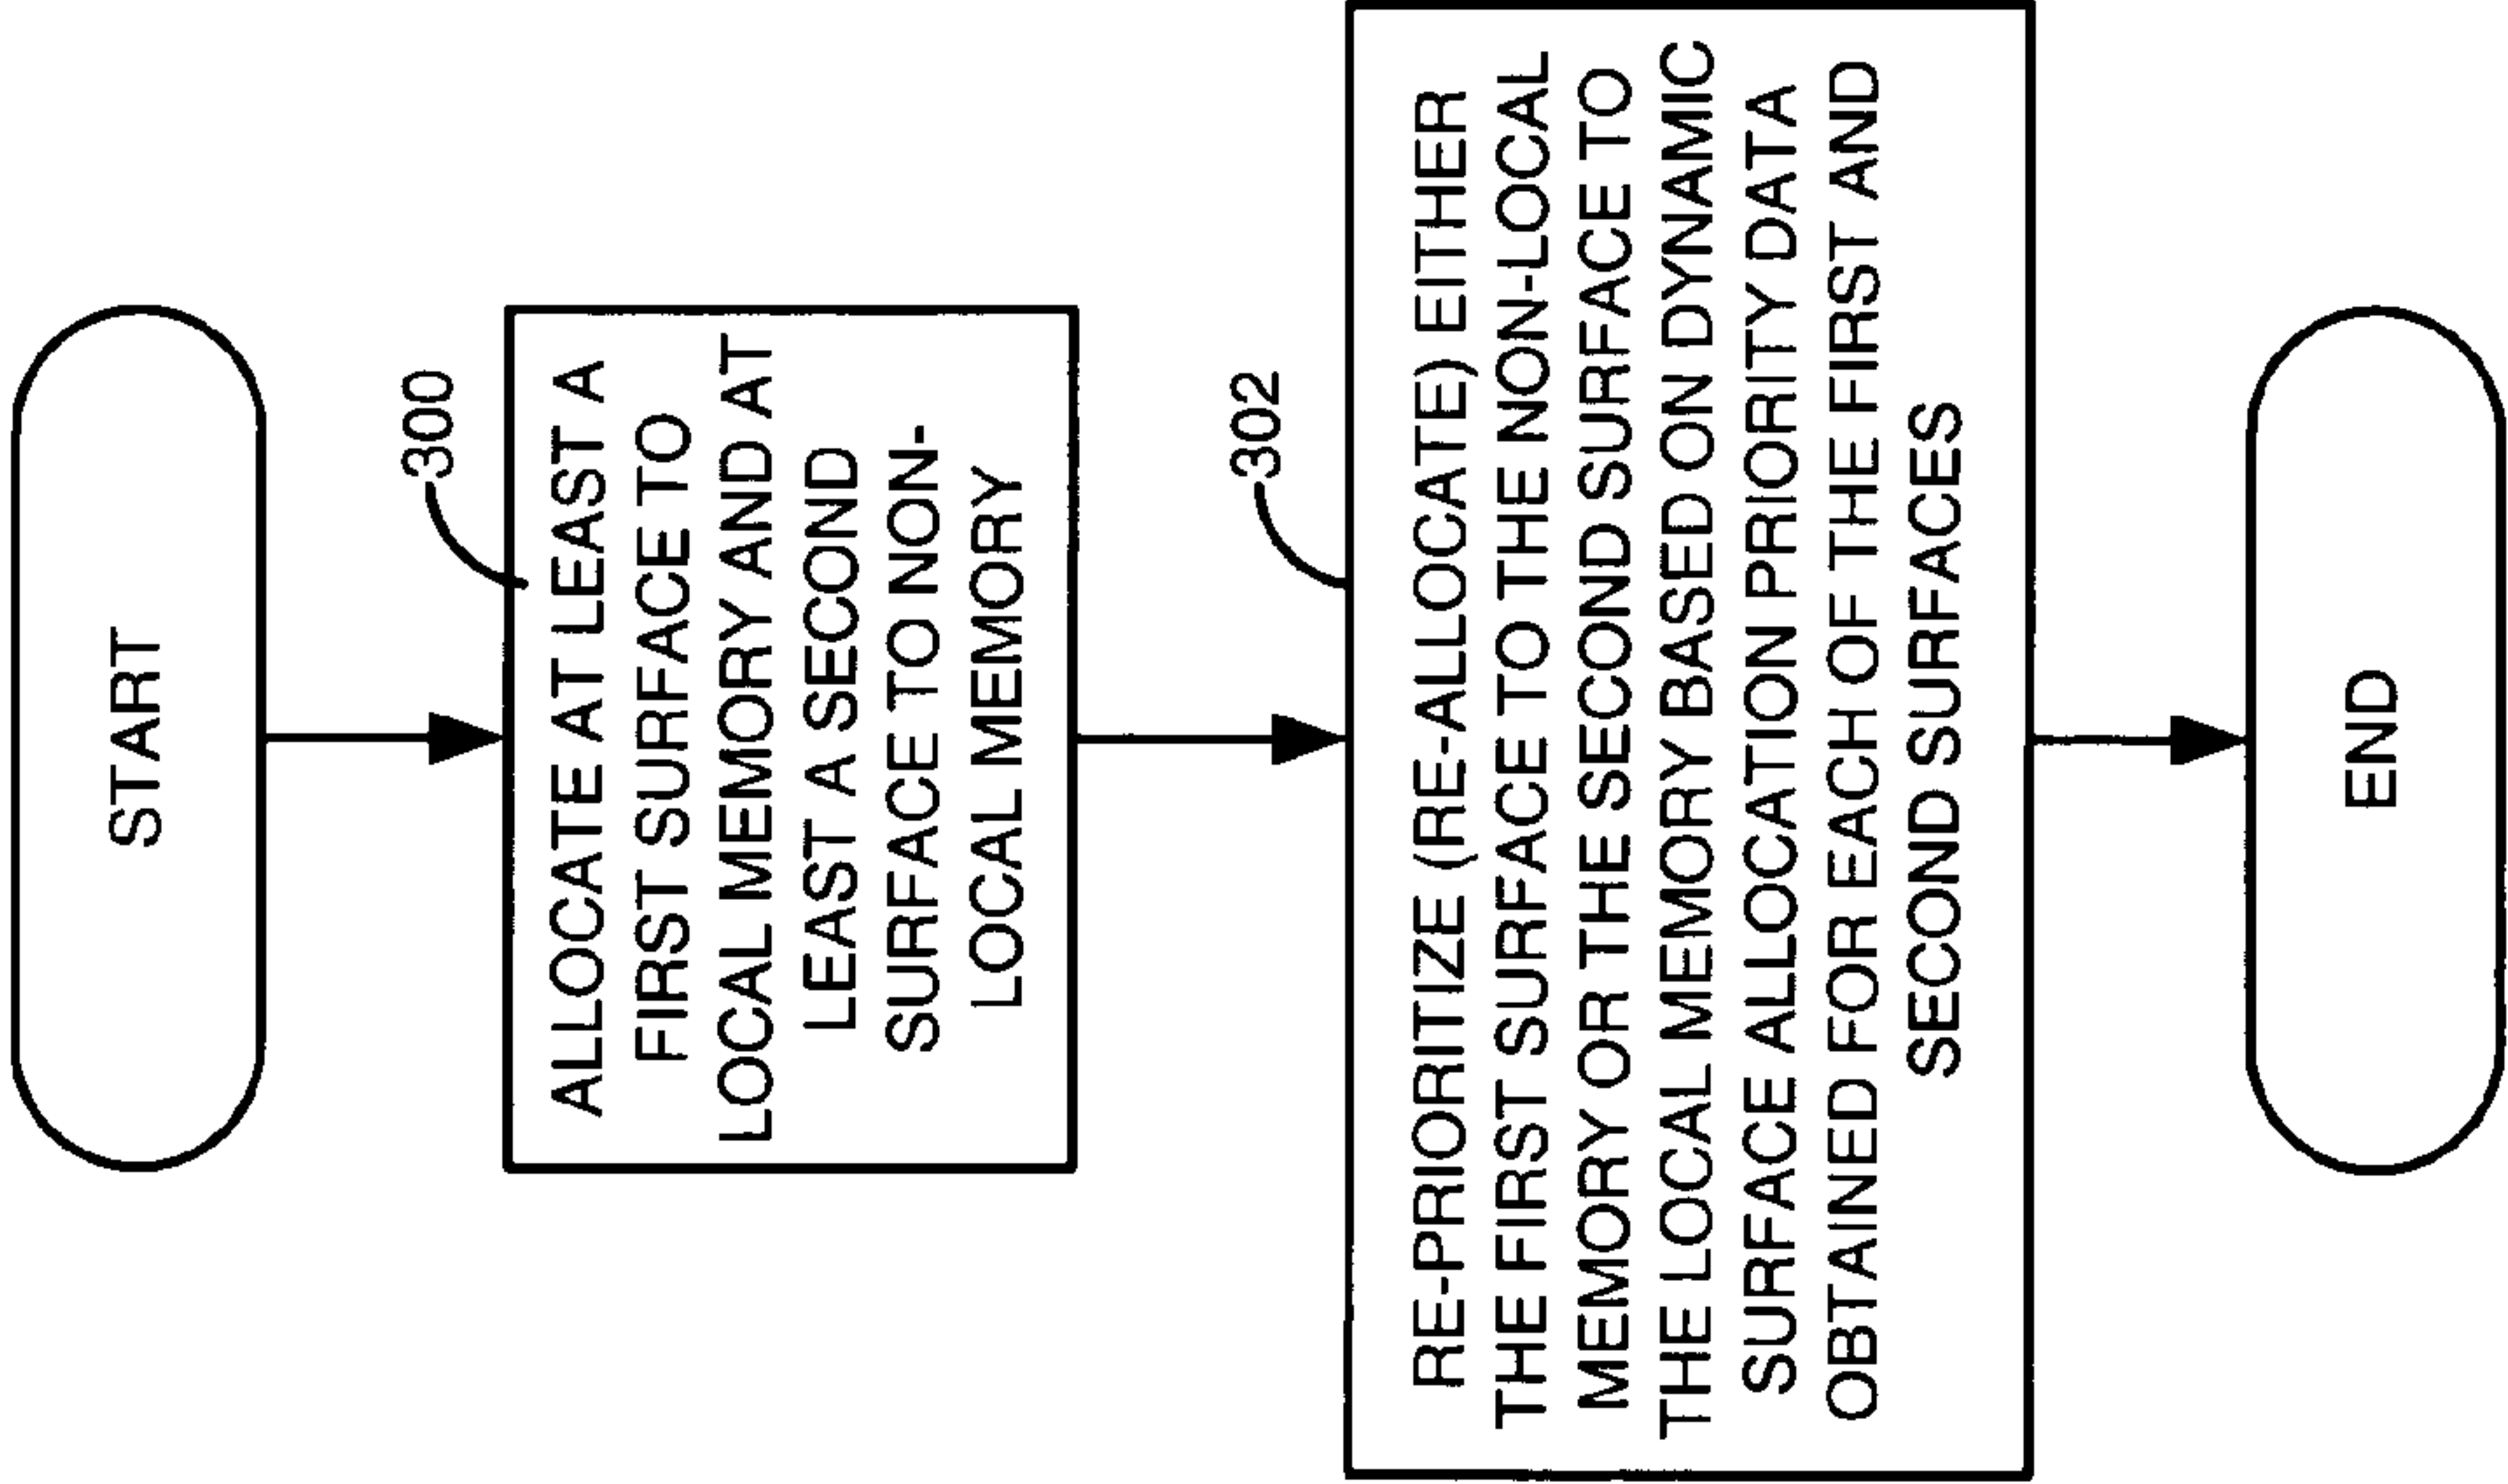 START
300
ALLOCATE AT LEAST A
FIRST SURFACE TO
LOCAL MEMORY AND AT
LEAST A SECOND
SURFACE TO NON-
LOCAL MEMORY
302
RE-PRIORITIZE (RE-ALLOCATE) EITHER
THE FIRST SURFACE TO THE NON-LOCAL
MEMORY OR THE SECOND SURFACE TO
THE LOCAL MEMORY BASED ON DYNAMIC
SURFACE ALLOCATION PRIORITY DATA
OBTAINED FOR EACH OF THE FIRST AND
SECOND SURFACES
END